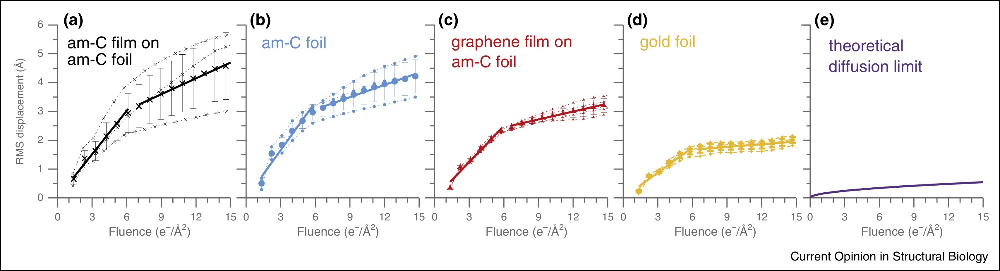 (a)
am-C film on
am-C foil
(b)
am-C foil
(c)
graphene film on
am-C foil
(d)
gold foil
(e)
theoretical
diffusion limit
RMS displacement (Å)
6
5
4
3
2
1
0
0 3 6 9 12 15
0 3 6 9 12 15
0 3 6 9 12 15
0 3 6 9 12 15
0 3 6 9 12 15
Fluence (e⁻/Å²)
Fluence (e⁻/Å²)
Fluence (e⁻/Å²)
Fluence (e⁻/Å²)
Fluence (e⁻/Å²)
Current Opinion in Structural Biology